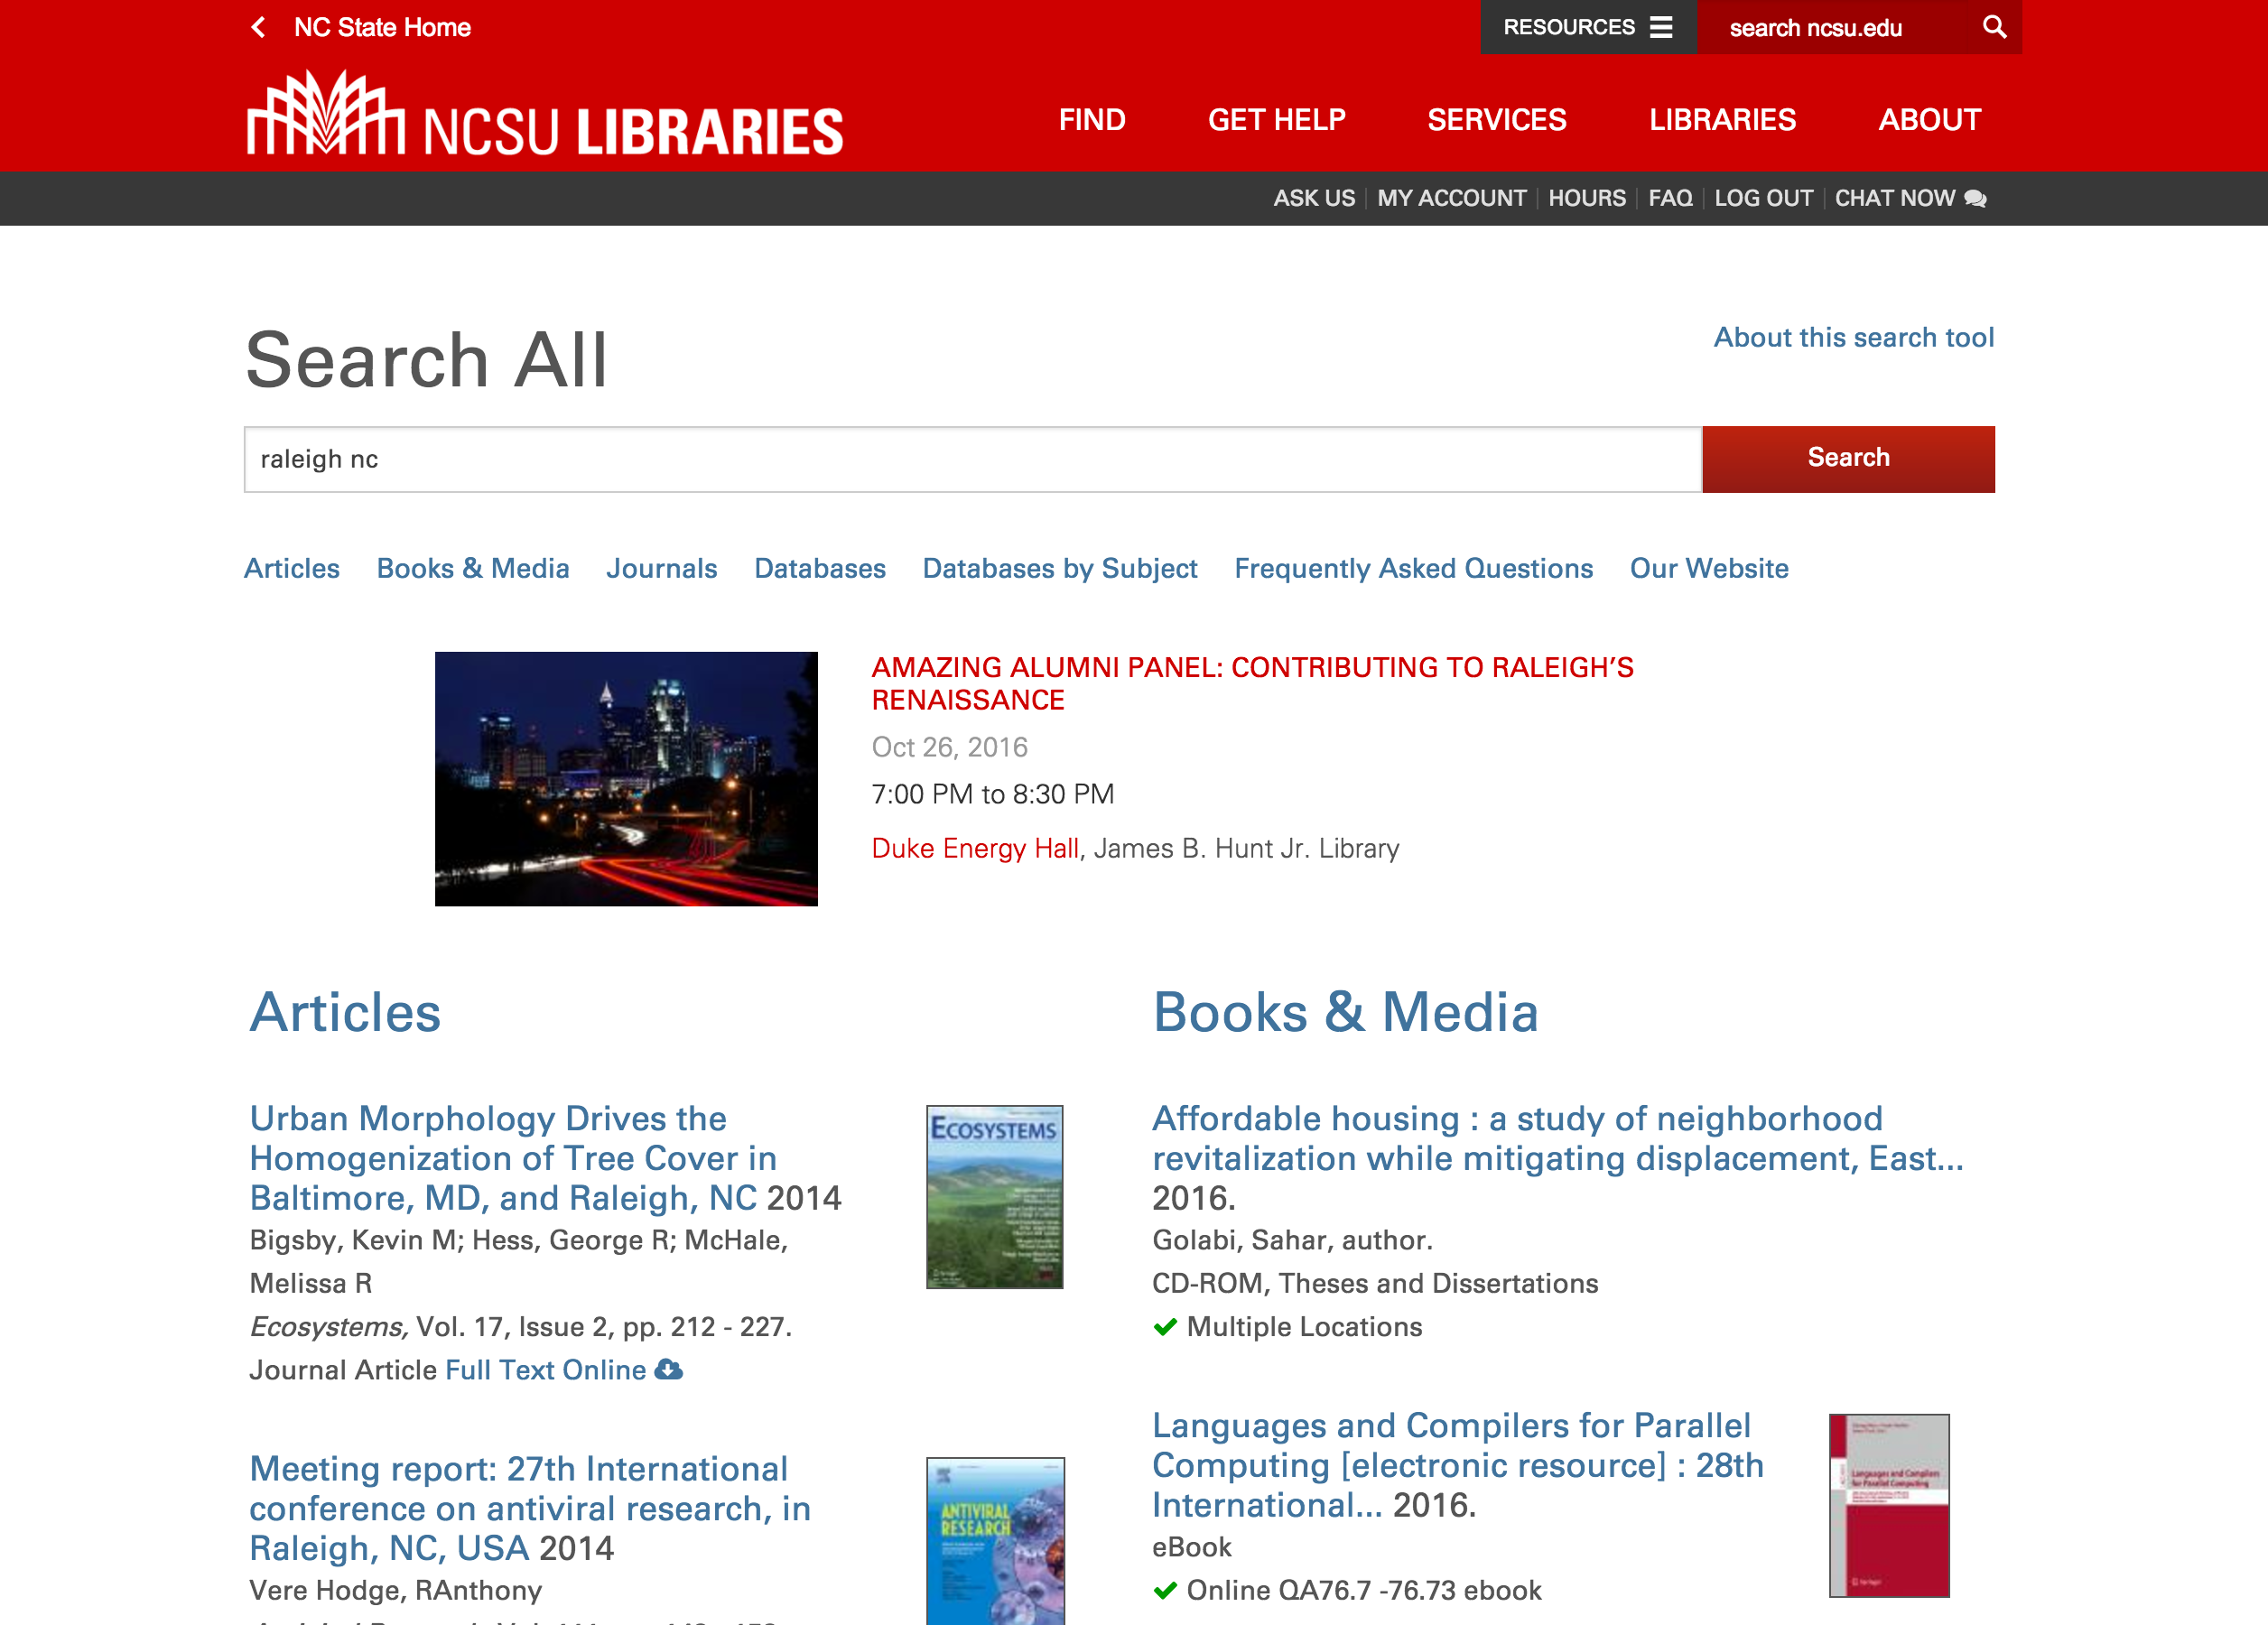 NC State Home
RESOURCES
search ncsu.edu
NCSU LIBRARIES
FIND
GET HELP
SERVICES
LIBRARIES
ABOUT
ASK US
MY ACCOUNT
HOURS
FAQ
LOG OUT
CHAT NOW
Search All
About this search tool
raleigh nc
Search
Articles
Books & Media
Journals
Databases
Databases by Subject
Frequently Asked Questions
Our Website
AMAZING ALUMNI PANEL: CONTRIBUTING TO RALEIGH’S
RENAISSANCE
Oct 26, 2016
7:00 PM to 8:30 PM
Duke Energy Hall, James B. Hunt Jr. Library
Articles
Urban Morphology Drives the
Homogenization of Tree Cover in
Baltimore, MD, and Raleigh, NC 2014
Bigsby, Kevin M; Hess, George R; McHale,
Melissa R
Ecosystems, Vol. 17, Issue 2, pp. 212 - 227.
Journal Article Full Text Online
ECOSYSTEMS
Meeting report: 27th International
conference on antiviral research, in
Raleigh, NC, USA 2014
Vere Hodge, RAnthony
ANTIVIRAL
RESEARCH
Books & Media
Affordable housing : a study of neighborhood
revitalization while mitigating displacement, East...
2016.
Golabi, Sahar, author.
CD-ROM, Theses and Dissertations
Multiple Locations
Languages and Compilers for Parallel
Computing [electronic resource] : 28th
International... 2016.
eBook
Online QA76.7 -76.73 ebook
Languages and Compilers
for Parallel Computing